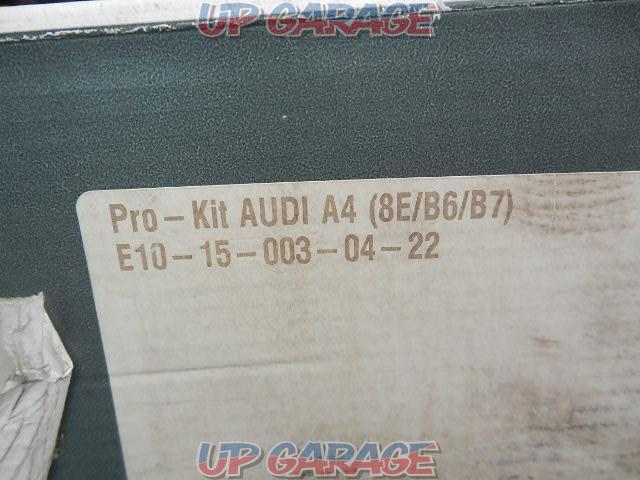 UP GARAGE
Pro-Kit AUDI A4 (8E/B6/B7)
E10-15-003-04-22
UP GARAGE